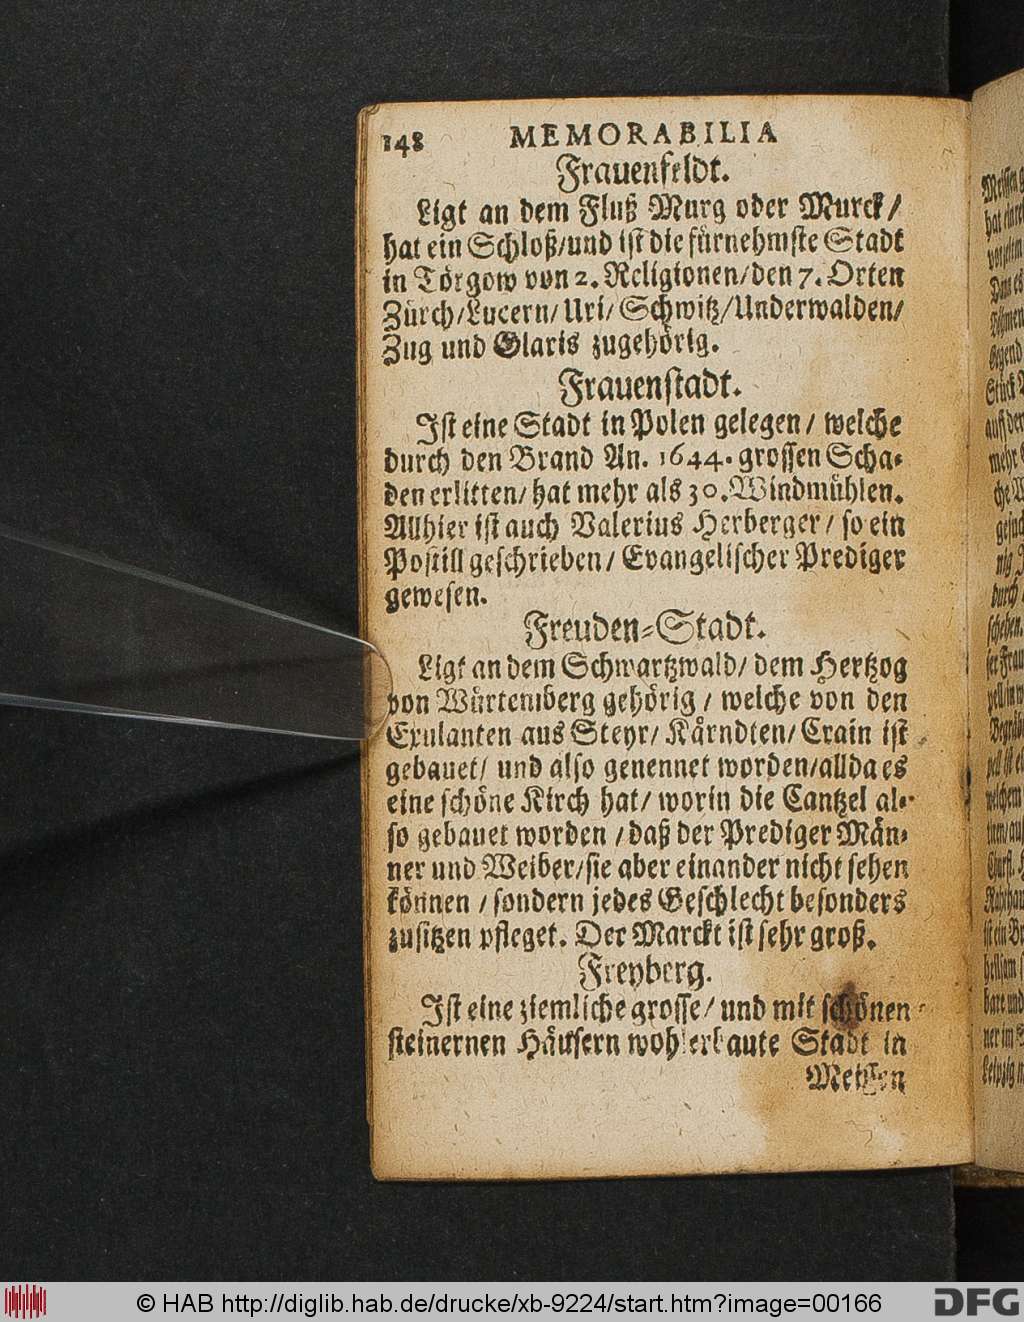 148 MEMORABILIA
Frauenfeldt.
Ligt an dem Fluß Murg oder Murck/
hat ein Schloß/und ist die fürnehmste Stadt
in Törgow von 2. Religionen/den 7. Orten
Zürch/Lucern/Uri/Schwitz/Underwalden/
Zug und Glaris zugehörig.
Frauenstadt.
Ist eine Stadt in Polen gelegen/ welche
durch den Brand An. 1644. grossen Scha-
den erlitten/ hat mehr als 30. Windmühlen.
Allhier ist auch Valerius Herberger/ so ein
Postill geschrieben/ Evangelischer Prediger
gewesen.
Freuden-Stadt.
Ligt an dem Schwartzwald/ dem Hertzog
von Würtemberg gehörig / welche von den
Exulanten aus Steyr/ Kärndten/ Crain ist
gebauet/ und also genennet worden/allda es
eine schöne Kirch hat/ worin die Cantzel al-
so gebauet worden /daß der Prediger Män-
ner und Weiber/sie aber einander nicht sehen
können /sondern jedes Geschlecht besonders
zusitzen pfleget. Der Marckt ist sehr groß.
Freyberg.
Ist eine ziemliche grosse/ und mit schönen
steinernen Häusern wohlerbaute Stadt in
Meissen
© HAB http://diglib.hab.de/drucke/xb-9224/start.htm?image=00166
DFG